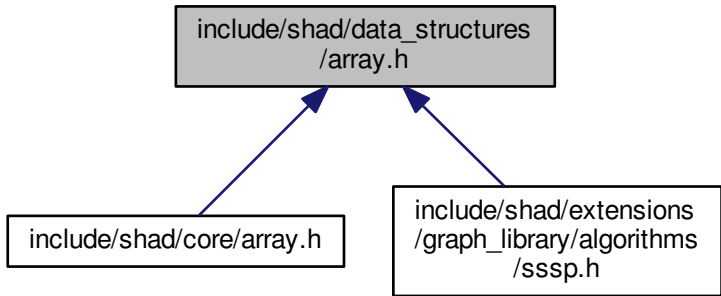 include/shad/data_structures
/array.h
include/shad/core/array.h
include/shad/extensions
/graph_library/algorithms
/sssp.h